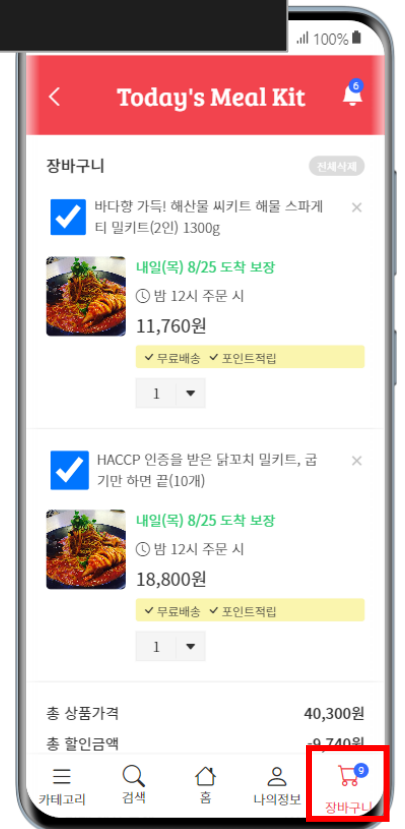 100%
Today's Meal Kit
6
장바구니
전체삭제
바다향 가득! 해산물 씨키트 해물 스파게
티 밀키트(2인) 1300g
내일(목) 8/25 도착 보장
밤 12시 주문 시
11,760원
무료배송 포인트적립
1
HACCP 인증을 받은 닭꼬치 밀키트, 굽
기만 하면 끝(10개)
내일(목) 8/25 도착 보장
밤 12시 주문 시
18,800원
무료배송 포인트적립
1
총 상품가격 40,300원
총 할인금액 -9,740원
9
카테고리 검색 홈 나의정보 장바구니